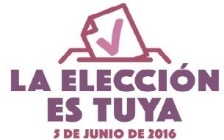 LA ELECCIÓN
ES TUYA
5 DE JUNIO DE 2016